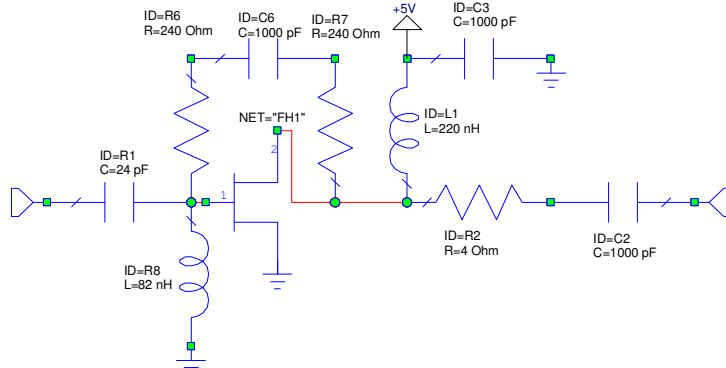 ID=R6
R=240 Ohm
ID=C6
C=1000 pF
ID=R7
R=240 Ohm
+5V
ID=C3
C=1000 pF
NET="FH1"
ID=L1
L=220 nH
2
ID=R1
C=24 pF
1
ID=R2
R=4 Ohm
ID=C2
C=1000 pF
ID=R8
L=82 nH